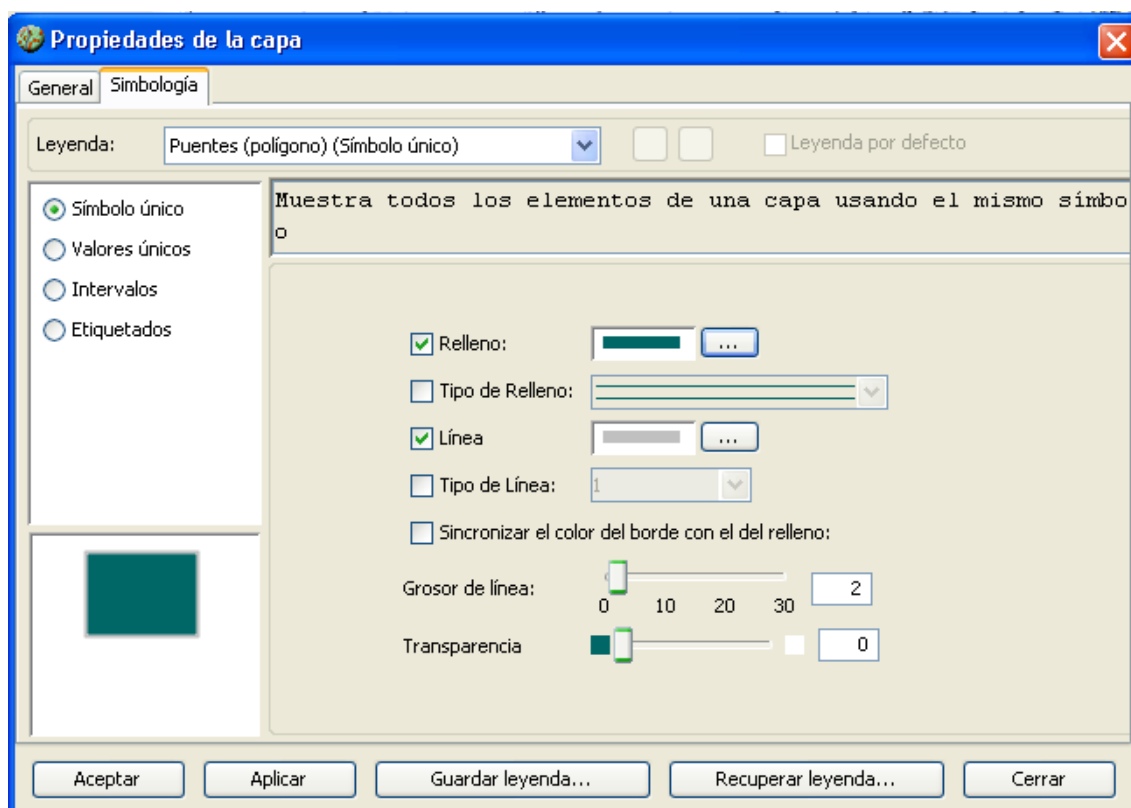 Propiedades de la capa
General Simbología
Leyenda: Puentes (polígono) (Símbolo único) Leyenda por defecto
Símbolo único
Valores únicos
Intervalos
Etiquetados
Muestra todos los elementos de una capa usando el mismo símbo
o
Relleno: ...
Tipo de Relleno:
Línea ...
Tipo de Línea: 1
Sincronizar el color del borde con el del relleno:
Grosor de línea: 2
0 10 20 30
Transparencia 0
Aceptar Aplicar Guardar leyenda... Recuperar leyenda... Cerrar